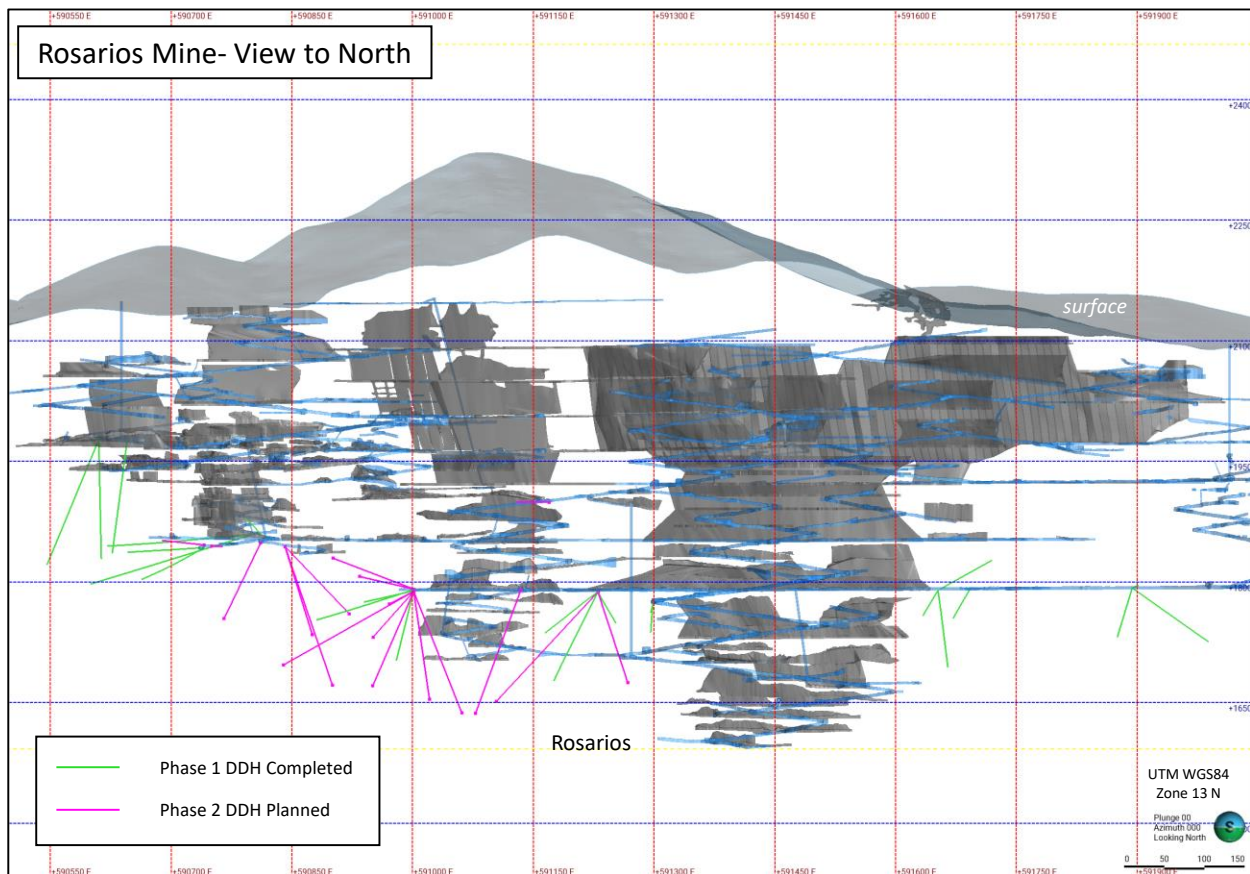 +590550 E +590700 E +590850 E +591000 E +591150 E +591300 E +591450 E +591600 E +591750 E +591900 E
Rosarios Mine- View to North
+2400
+2250
surface
+2100
+1950
+1800
+1650
Rosarios
Phase 1 DDH Completed
Phase 2 DDH Planned
UTM WGS84
Zone 13 N
Plunge 00
Azimuth 000
Looking North
S
0 50 100 150
+590550 E +590700 E +590850 E +591000 E +591150 E +591300 E +591450 E +591600 E +591750 E +591900 E